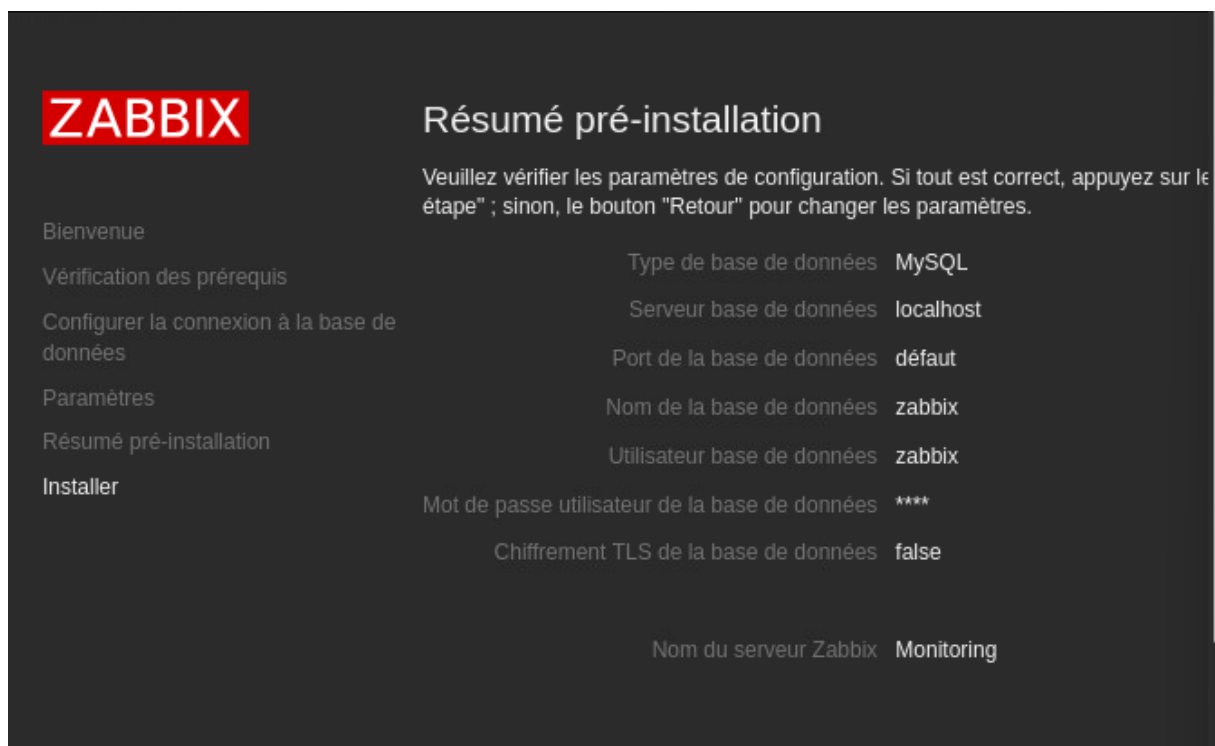 ZABBIX
Bienvenue
Vérification des prérequis
Configurer la connexion à la base de
données
Paramètres
Résumé pré-installation
Installer
Résumé pré-installation
Veuillez vérifier les paramètres de configuration. Si tout est correct, appuyez sur le
étape" ; sinon, le bouton "Retour" pour changer les paramètres.
Type de base de données MySQL
Serveur base de données localhost
Port de la base de données défaut
Nom de la base de données zabbix
Utilisateur base de données zabbix
Mot de passe utilisateur de la base de données ****
Chiffrement TLS de la base de données false
Nom du serveur Zabbix Monitoring